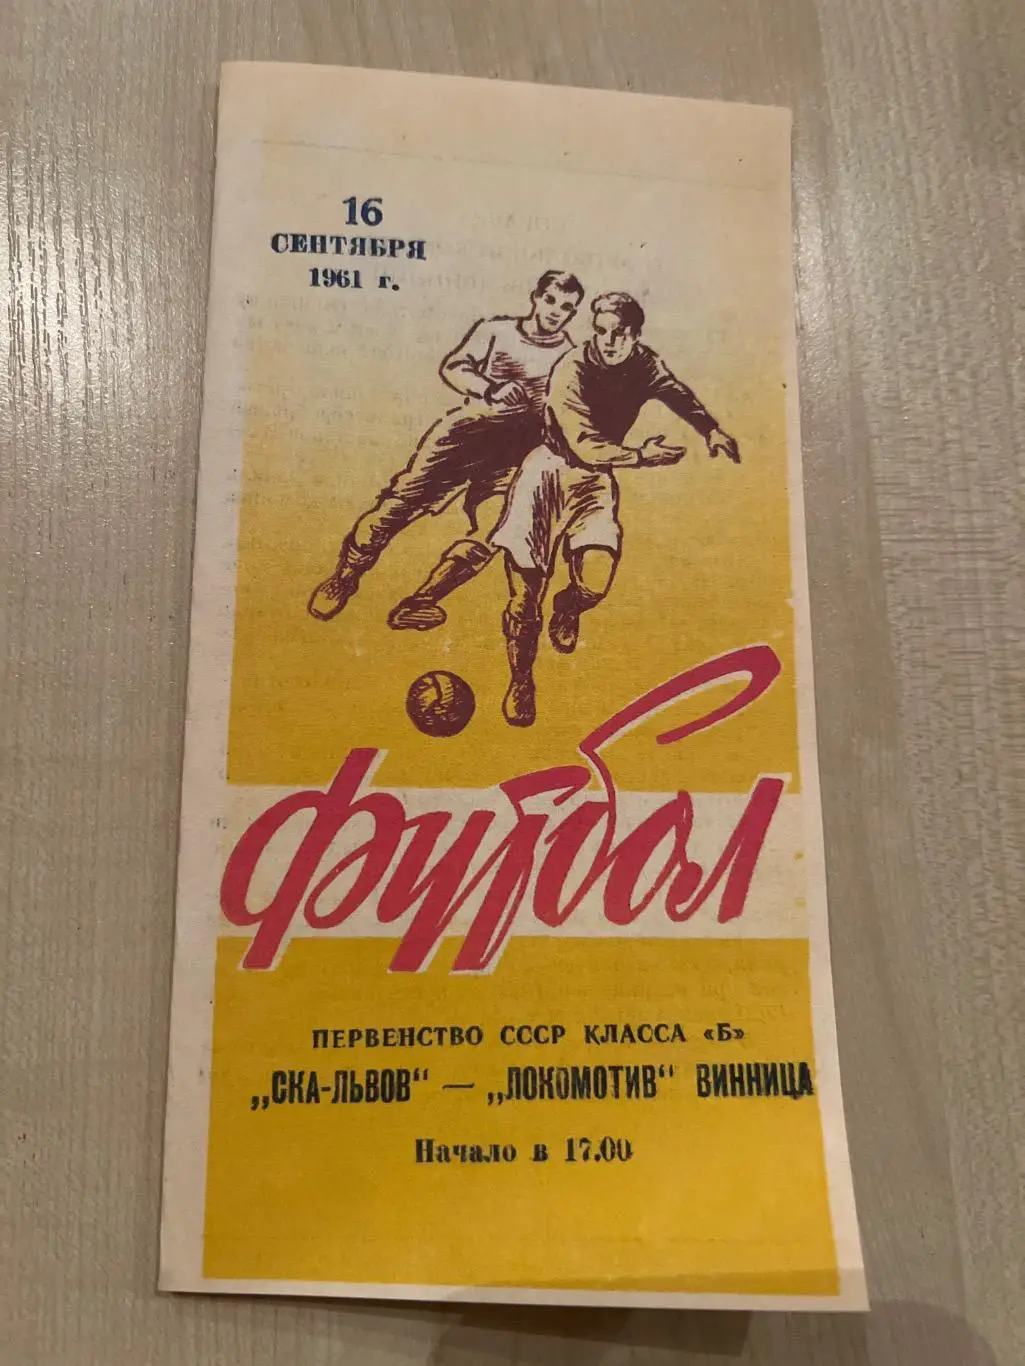 16
СЕНТЯБРЯ
1961 г.
Футбол
ПЕРВЕНСТВО СССР КЛАССА «Б»
„СКА-ЛЬВОВ" — „ЛОКОМОТИВ" ВИННИЦА
Начало в 17.00